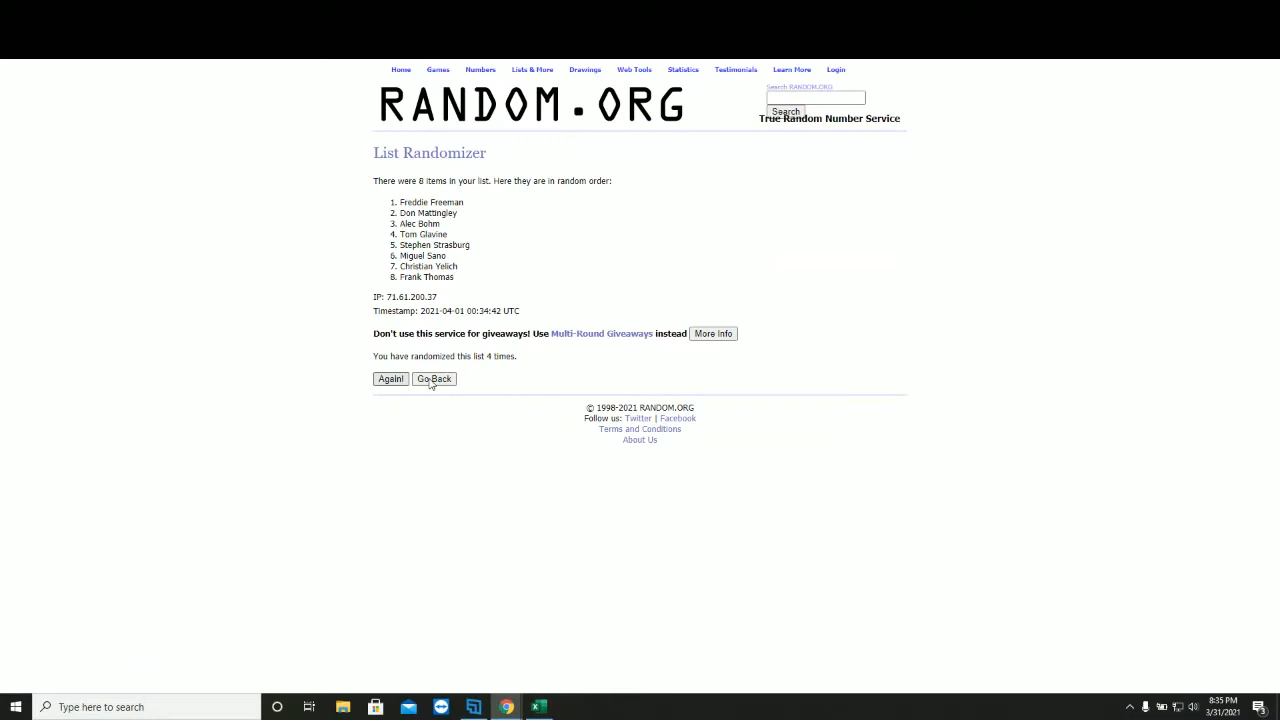 Home Games Numbers Lists & More Drawings Web Tools Statistics Testimonials Learn More Login
RANDOM.ORG
Search RANDOM.ORG
Search
True Random Number Service
List Randomizer
There were 8 items in your list. Here they are in random order:
1. Freddie Freeman
2. Don Mattingley
3. Alec Bohm
4. Tom Glavine
5. Stephen Strasburg
6. Miguel Sano
7. Christian Yelich
8. Frank Thomas
IP: 71.61.200.37
Timestamp: 2021-04-01 00:34:42 UTC
Don't use this service for giveaways! Use Multi-Round Giveaways instead More Info
You have randomized this list 4 times.
Again! Go Back
© 1998-2021 RANDOM.ORG
Follow us: Twitter | Facebook
Terms and Conditions
About Us
Type here to search
8:35 PM
3/31/2021
3